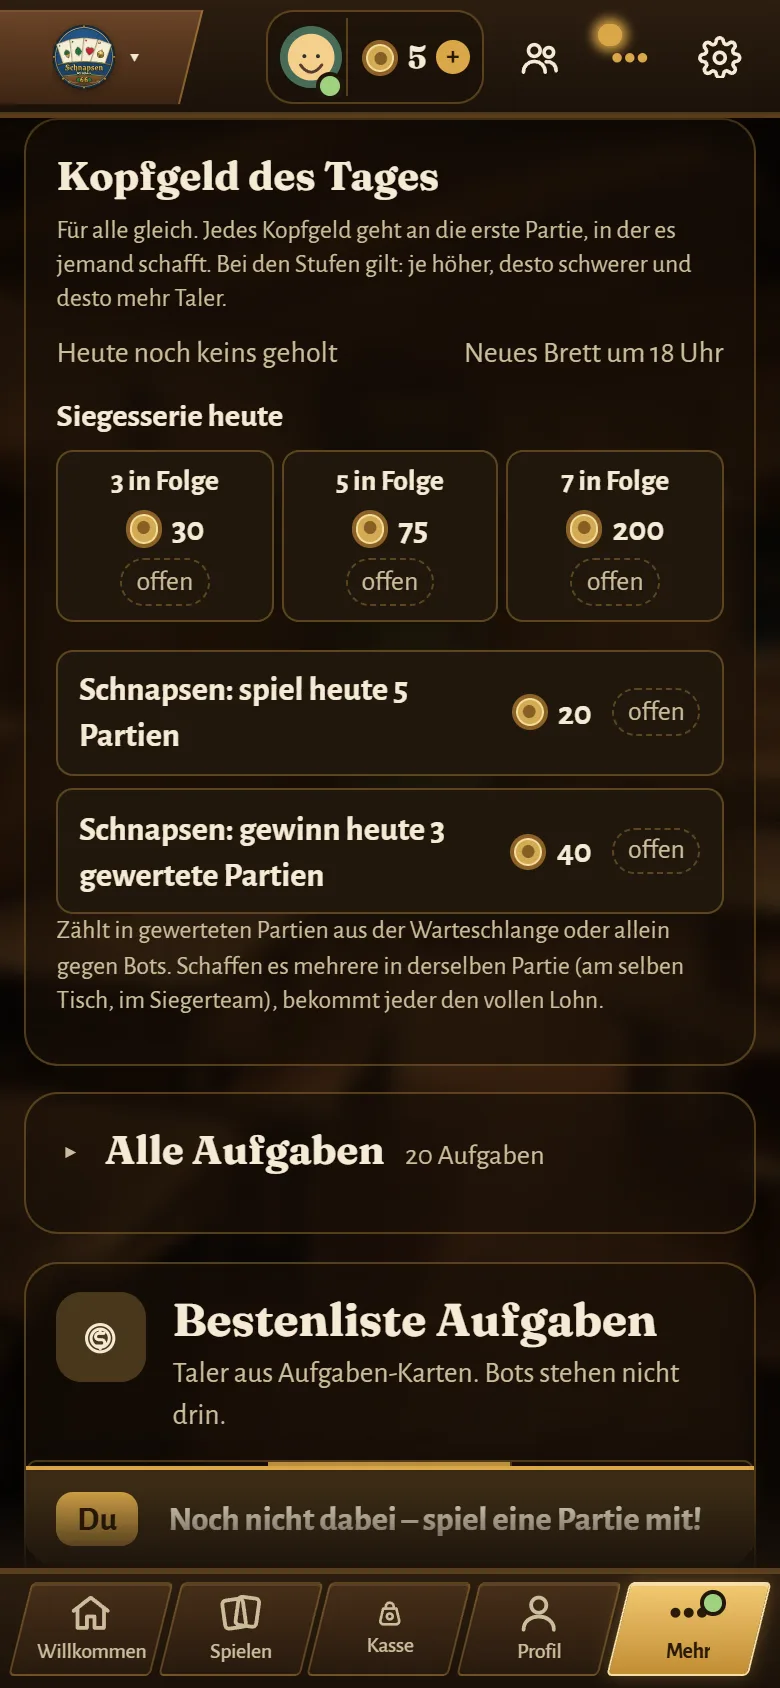 Schnapsen
66
5
Kopfgeld des Tages
Für alle gleich. Jedes Kopfgeld geht an die erste Partie, in der es
jemand schafft. Bei den Stufen gilt: je höher, desto schwerer und
desto mehr Taler.
Heute noch keins geholt Neues Brett um 18 Uhr
Siegesserie heute
3 in Folge 5 in Folge 7 in Folge
30 75 200
offen offen offen
Schnapsen: spiel heute 5
Partien
20 offen
Schnapsen: gewinn heute 3
gewertete Partien
40 offen
Zählt in gewerteten Partien aus der Warteschlange oder allein
gegen Bots. Schaffen es mehrere in derselben Partie (am selben
Tisch, im Siegerteam), bekommt jeder den vollen Lohn.
Alle Aufgaben 20 Aufgaben
Bestenliste Aufgaben
Taler aus Aufgaben-Karten. Bots stehen nicht
drin.
Du Noch nicht dabei – spiel eine Partie mit!
Willkommen Spielen Kasse Profil Mehr